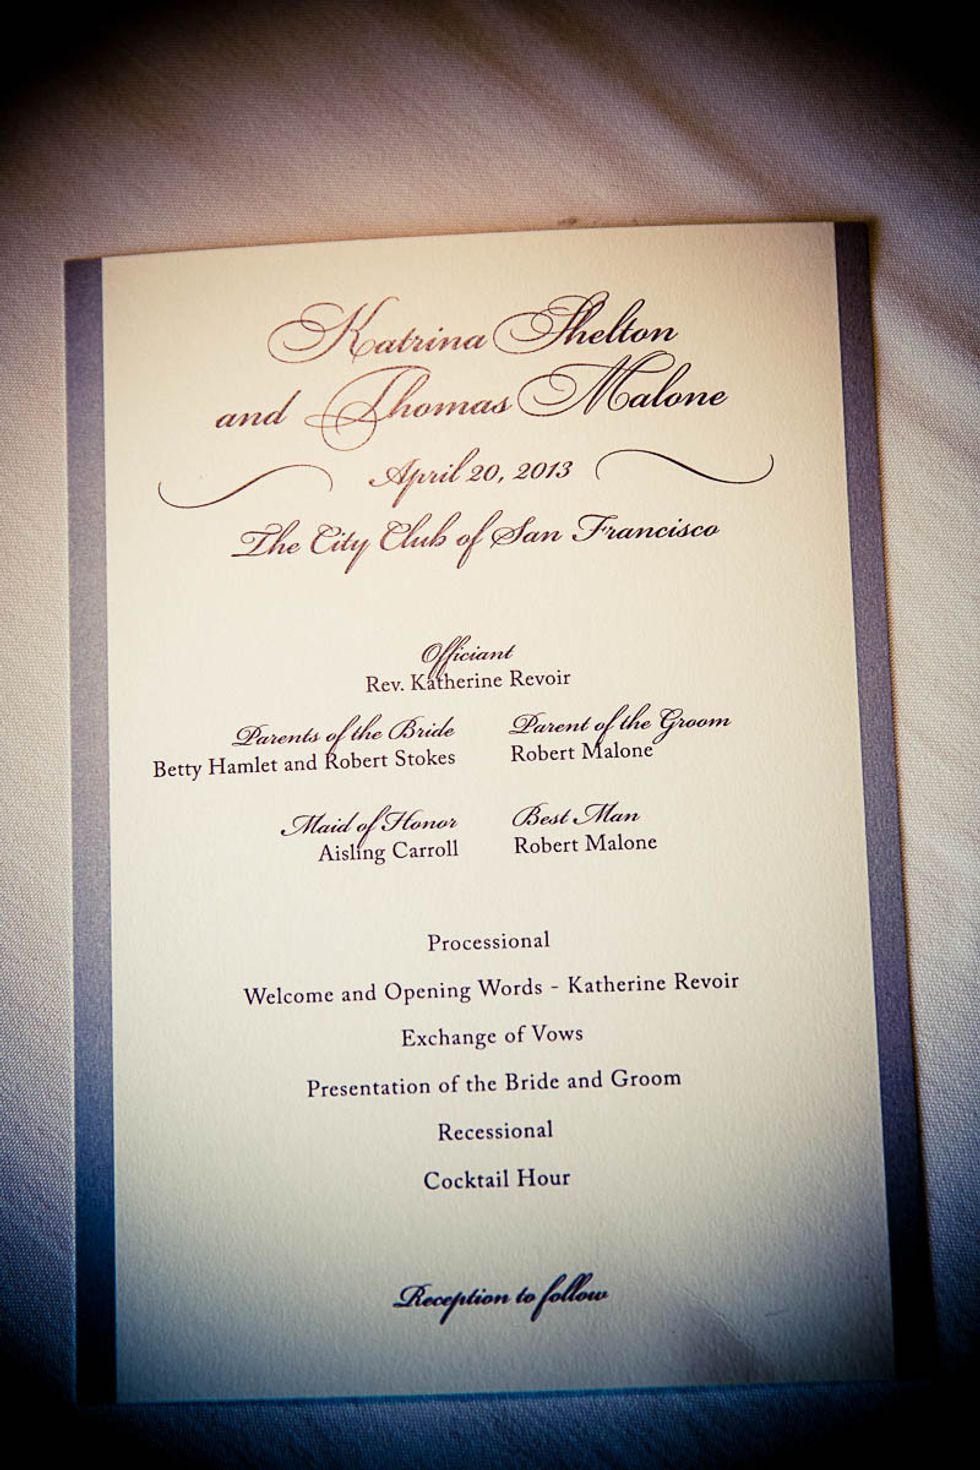 Katrina Shelton
and Thomas Malone
April 20, 2013
The City Club of San Francisco
Officiant
Rev. Katherine Revoir
Parents of the Bride
Betty Hamlet and Robert Stokes
Parent of the Groom
Robert Malone
Maid of Honor
Aisling Carroll
Best Man
Robert Malone
Processional
Welcome and Opening Words - Katherine Revoir
Exchange of Vows
Presentation of the Bride and Groom
Recessional
Cocktail Hour
Reception to follow